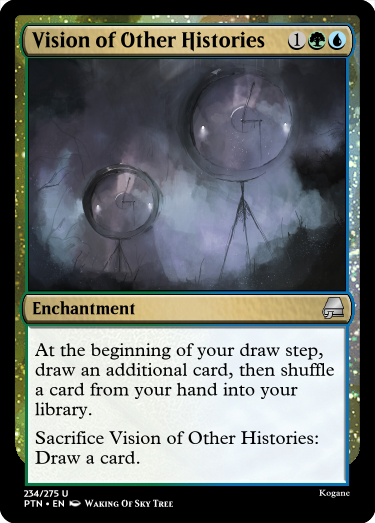 Vision of Other Histories 1
Enchantment
At the beginning of your draw step,
draw an additional card, then shuffle
a card from your hand into your
library.
Sacrifice Vision of Other Histories:
Draw a card.
234/275 U
Kogane
PTN • EN Waking Of Sky Tree